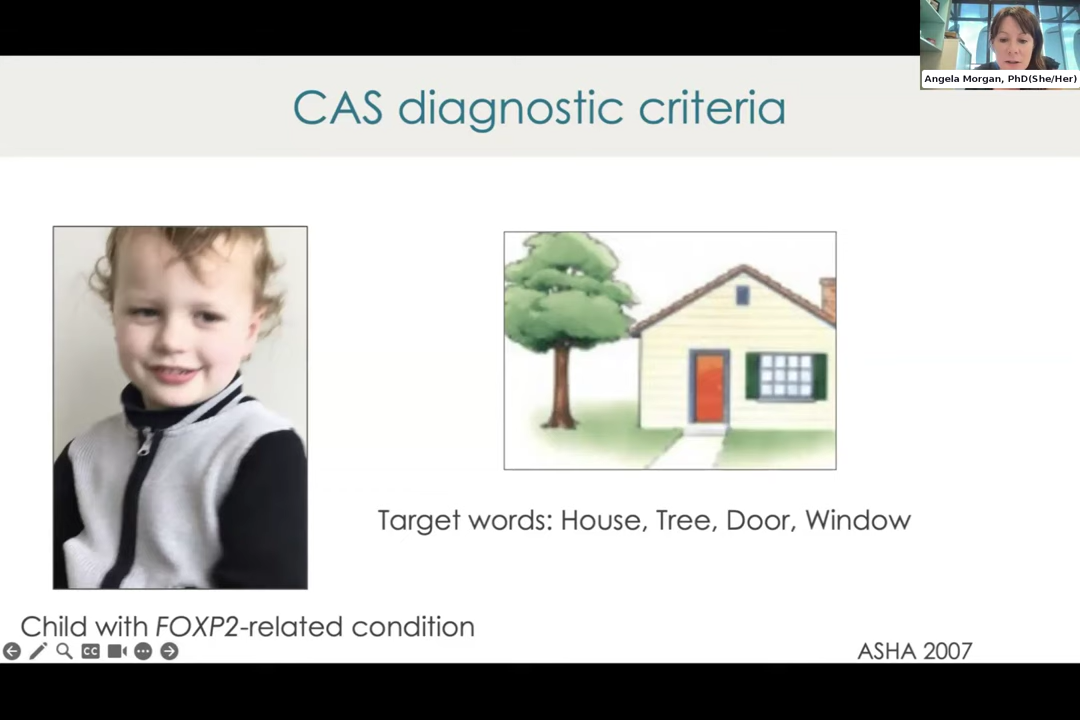 Angela Morgan, PhD(She/Her)
CAS diagnostic criteria
Target words: House, Tree, Door, Window
Child with FOXP2-related condition
CC
ASHA 2007